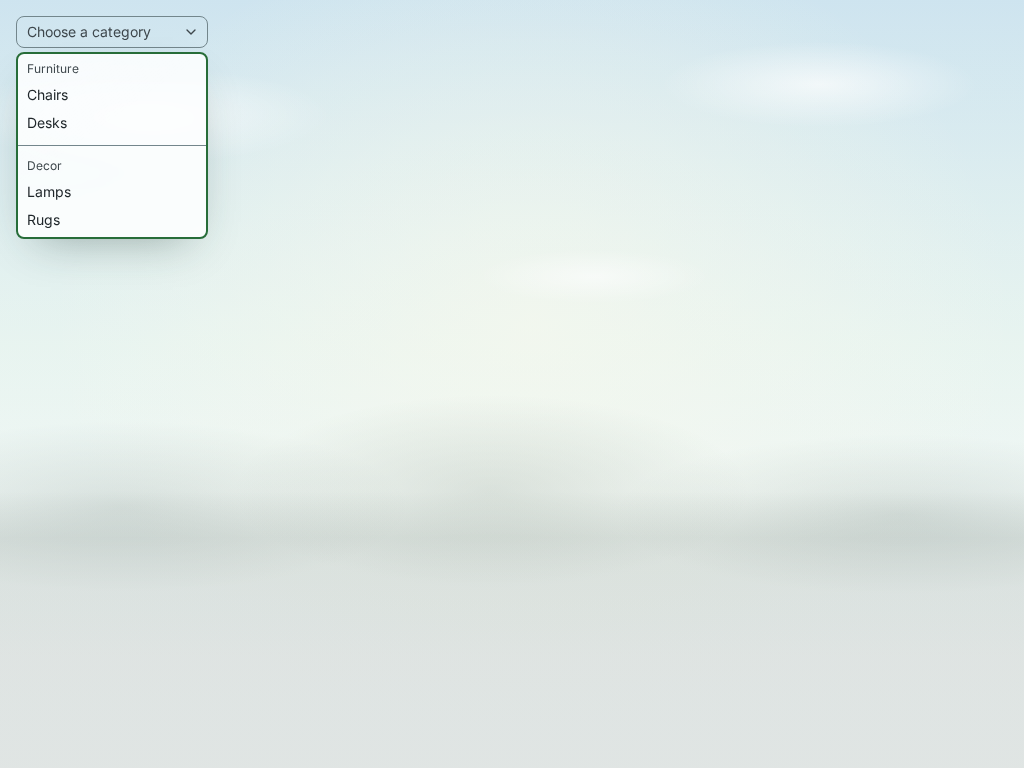 Choose a category
Furniture
Chairs
Desks
Decor
Lamps
Rugs